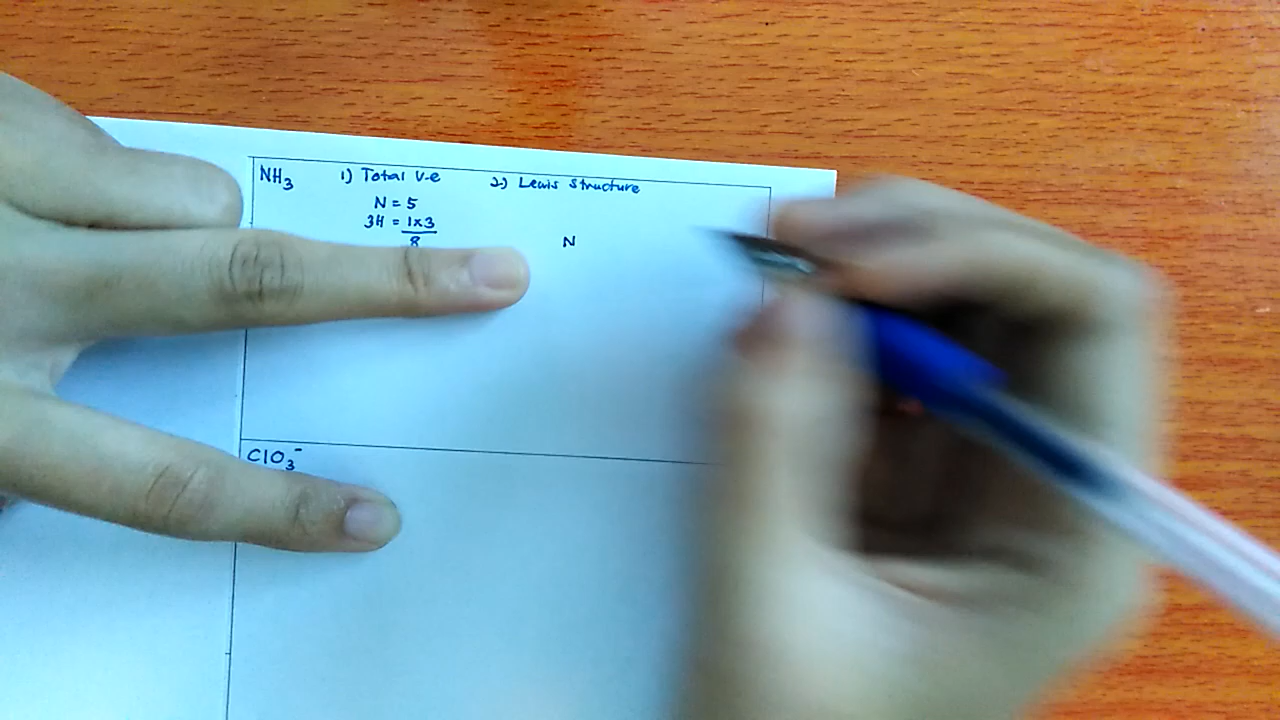 NH₃ 1) Total V.e 2) Lewis Structure
N = 5
3H = 1x3
8 N
ClO₃⁻